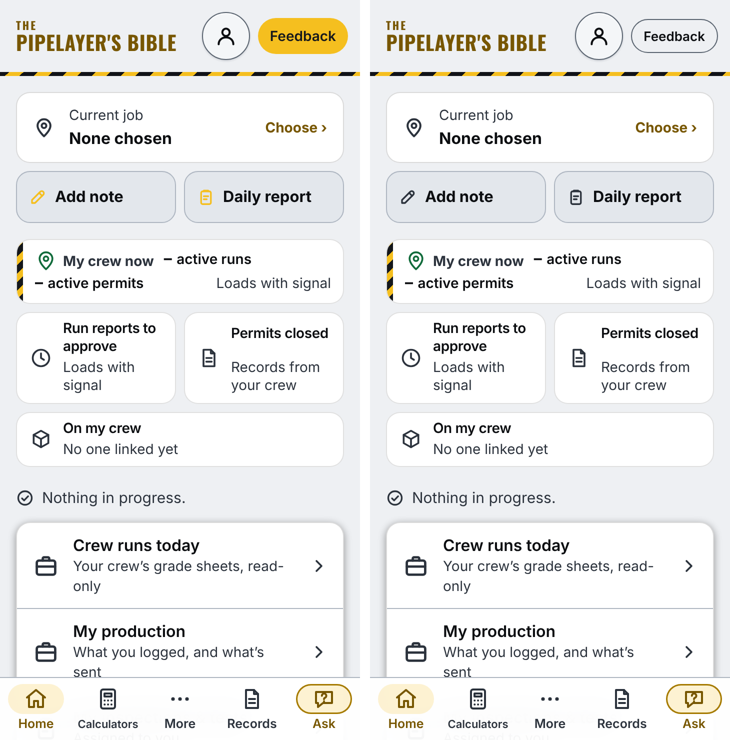 THE
PIPELAYER'S BIBLE
Feedback
Current job
None chosen
Choose ›
Add note
Daily report
My crew now
– active runs
– active permits
Loads with signal
Run reports to
approve
Loads with
signal
Permits closed
Records from
your crew
On my crew
No one linked yet
Nothing in progress.
Crew runs today
Your crew’s grade sheets, read-
only
My production
What you logged, and what’s
sent
Home
Calculators
More
Records
Ask
THE
PIPELAYER'S BIBLE
Feedback
Current job
None chosen
Choose ›
Add note
Daily report
My crew now
– active runs
– active permits
Loads with signal
Run reports to
approve
Loads with
signal
Permits closed
Records from
your crew
On my crew
No one linked yet
Nothing in progress.
Crew runs today
Your crew’s grade sheets, read-
only
My production
What you logged, and what’s
sent
Home
Calculators
More
Records
Ask